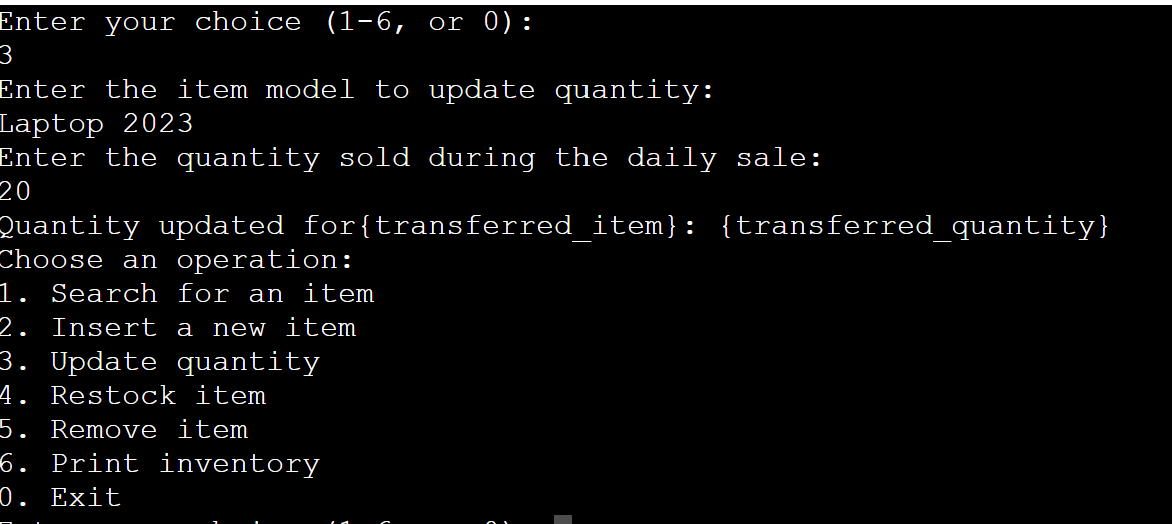 Enter your choice (1-6, or 0):
3
Enter the item model to update quantity:
Laptop 2023
Enter the quantity sold during the daily sale:
20
Quantity updated for{transferred_item}: {transferred_quantity}
Choose an operation:
1. Search for an item
2. Insert a new item
3. Update quantity
4. Restock item
5. Remove item
6. Print inventory
0. Exit